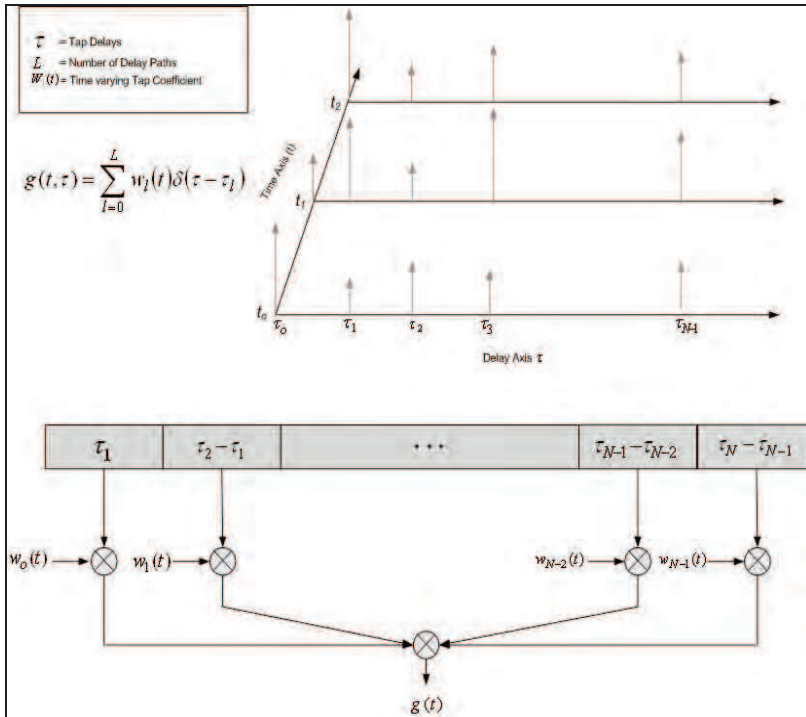 τ = Tap Delays
L = Number of Delay Paths
W(t) = Time varying Tap Coefficient
g(t,τ) = \sum_{l=0}^{L} w_l(t)δ(τ−τ_l)
Time Axis (t)
t_2
t_1
t_o
τ_o τ_1 τ_2 τ_3 τ_{N-1}
Delay Axis τ
τ_1 τ_2−τ_1 ··· τ_{N−1}−τ_{N−2} τ_N−τ_{N−1}
w_o(t) w_1(t) w_{N−2}(t) w_{N−1}(t)
g(t)